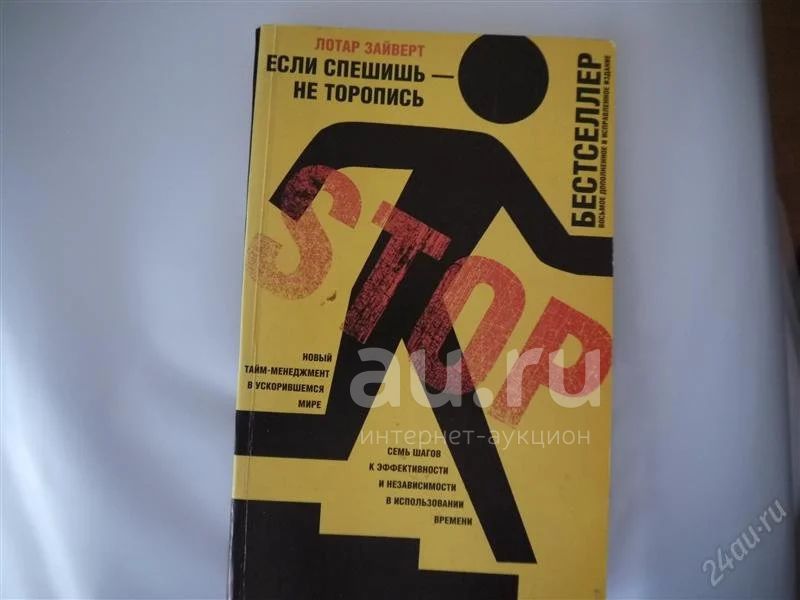 ЛОТАР ЗАЙВЕРТ
ЕСЛИ СПЕШИШЬ —
НЕ ТОРОПИСЬ
БЕСТСЕЛЛЕР
ВОСЬМОЕ ДОПОЛНЕННОЕ И ИСПРАВЛЕННОЕ ИЗДАНИЕ
STOP
НОВЫЙ
ТАЙМ-МЕНЕДЖМЕНТ
В УСКОРИВШЕМСЯ
МИРЕ
au.ru
интернет-аукцион
СЕМЬ ШАГОВ
К ЭФФЕКТИВНОСТИ
И НЕЗАВИСИМОСТИ
В ИСПОЛЬЗОВАНИИ
ВРЕМЕНИ
24au.ru